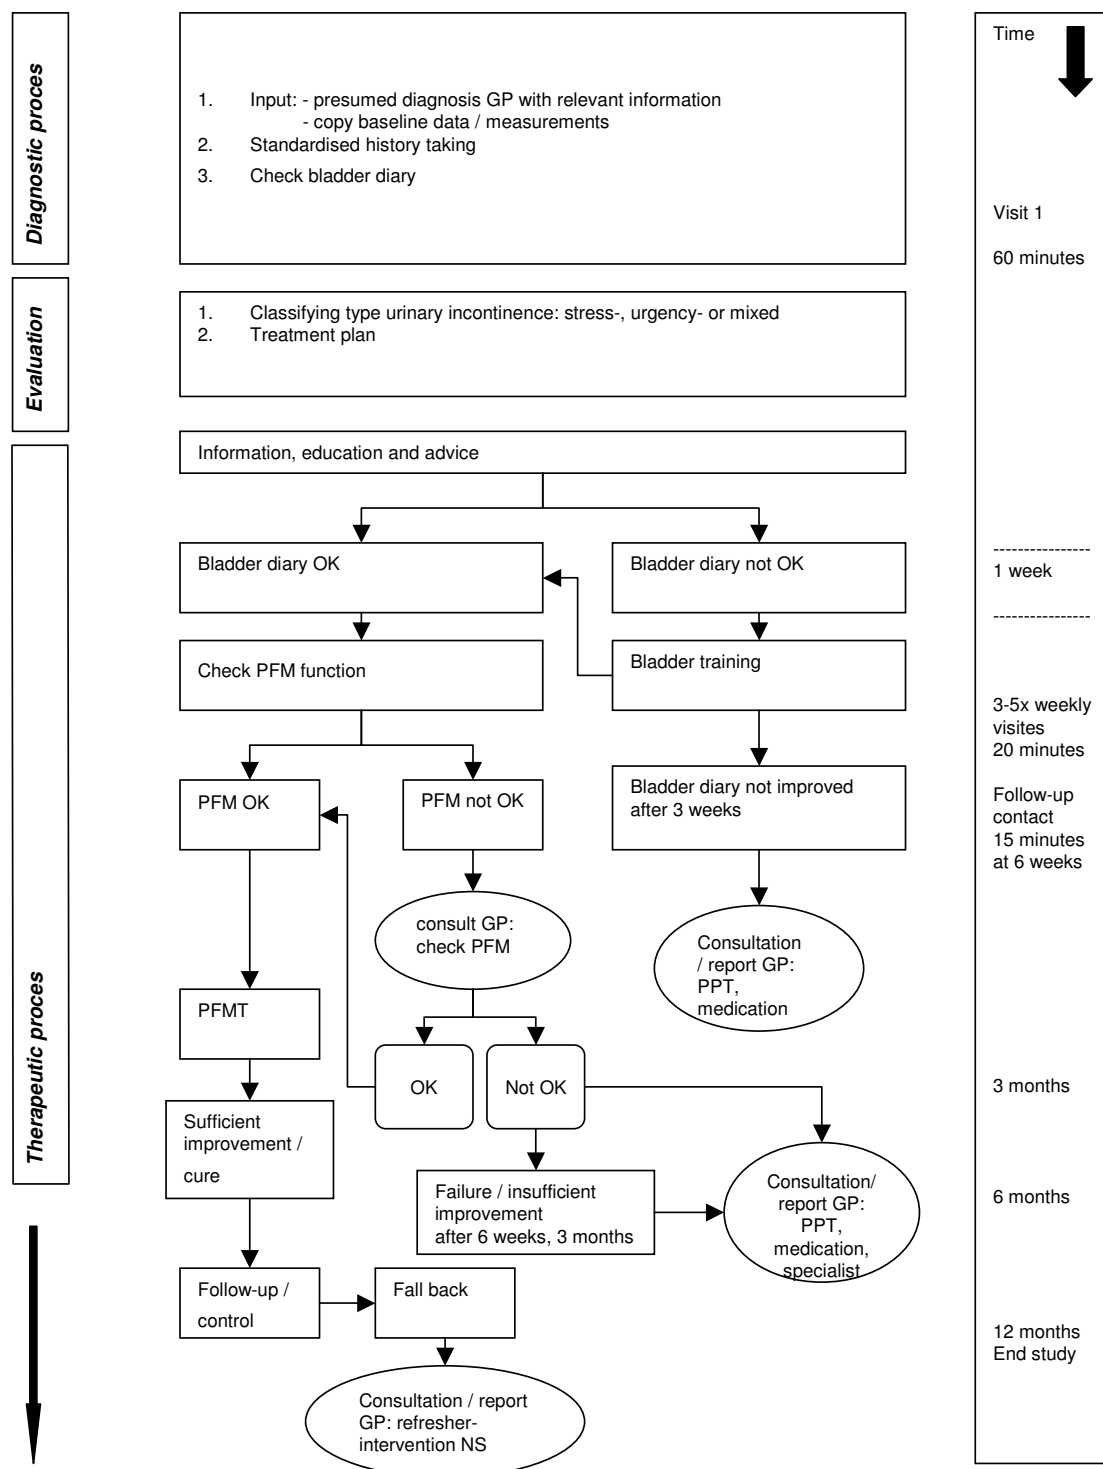 Diagnostic proces
1. Input: - presumed diagnosis GP with relevant information
- copy baseline data / measurements
2. Standardised history taking
3. Check bladder diary
Time
Visit 1
60 minutes
Evaluation
1. Classifying type urinary incontinence: stress-, urgency- or mixed
2. Treatment plan
Therapeutic proces
Information, education and advice
Bladder diary OK
Bladder diary not OK
----------------
1 week
----------------
Check PFM function
Bladder training
3-5x weekly
visites
20 minutes
PFM OK
PFM not OK
Bladder diary not improved
after 3 weeks
Follow-up
contact
15 minutes
at 6 weeks
consult GP:
check PFM
Consultation
/ report GP:
PPT,
medication
PFMT
OK
Not OK
3 months
Sufficient
improvement /
cure
Failure / insufficient
improvement
after 6 weeks, 3 months
Consultation/
report GP:
PPT,
medication,
specialist
6 months
Follow-up /
control
Fall back
12 months
End study
Consultation / report
GP: refresher-
intervention NS